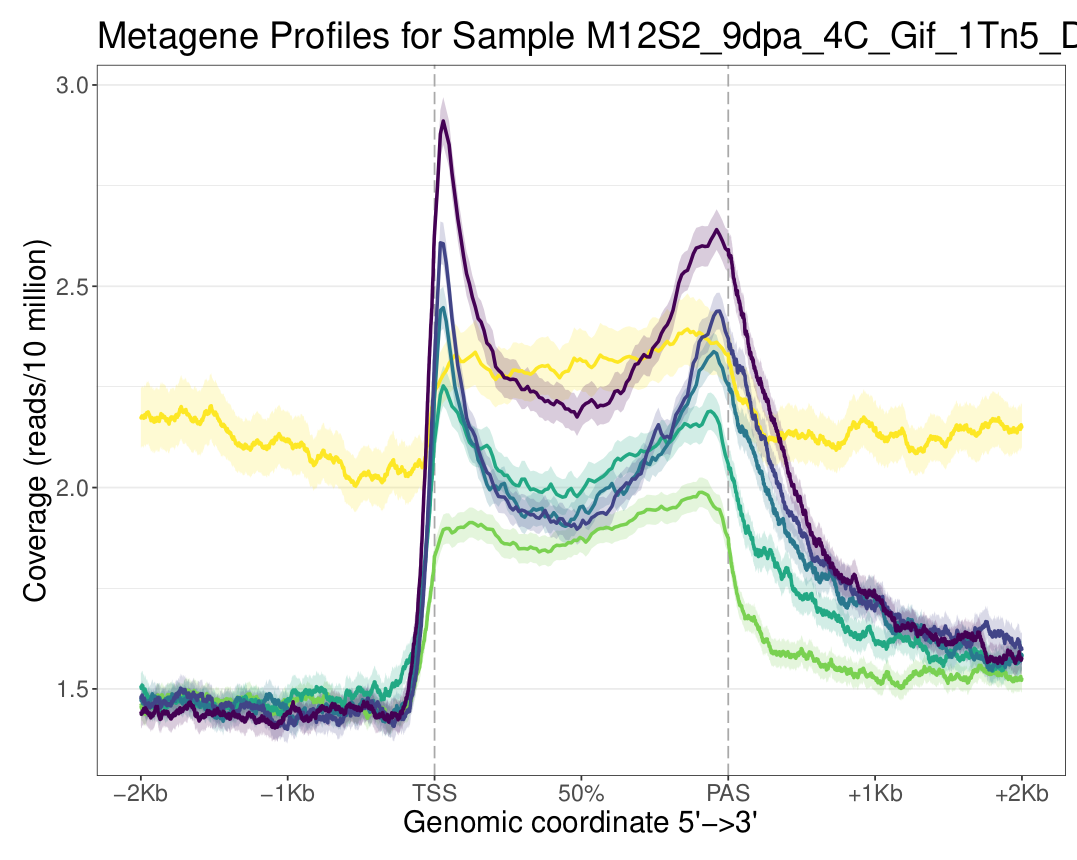 Metagene Profiles for Sample M12S2_9dpa_4C_Gif_1Tn5_D
3.0
2.5
2.0
1.5
Coverage (reads/10 million)
−2Kb −1Kb TSS 50% PAS +1Kb +2Kb
Genomic coordinate 5'−>3'